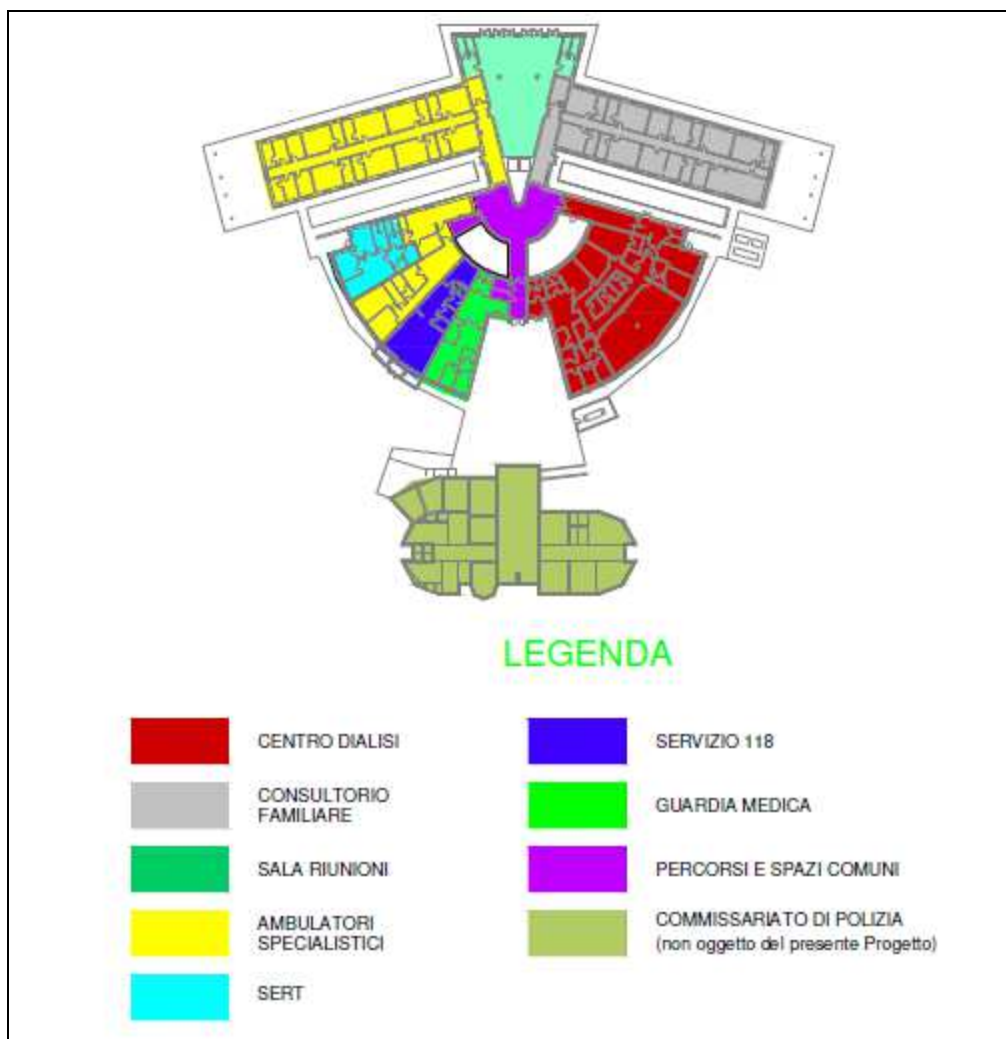 LEGENDA
CENTRO DIALISI
CONSULTORIO
FAMILIARE
SALA RIUNIONI
AMBULATORI
SPECIALISTICI
SERT
SERVIZIO 118
GUARDIA MEDICA
PERCORSI E SPAZI COMUNI
COMMISSARIATO DI POLIZIA
(non oggetto del presente Progetto)